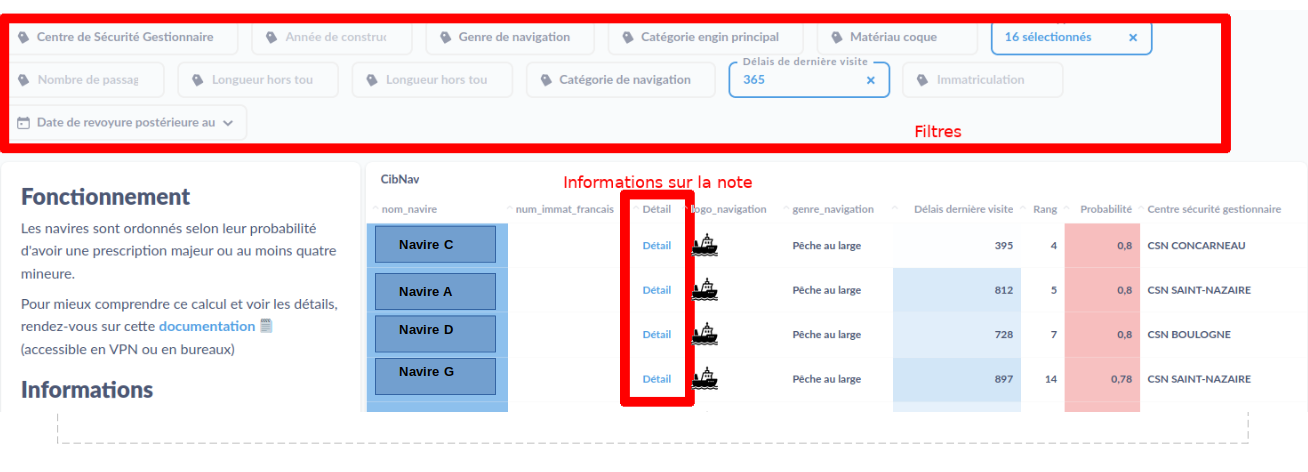 Centre de Sécurité Gestionnaire Année de construc Genre de navigation Catégorie engin principal Matériau coque 16 sélectionnés ×
Délais de dernière visite
Nombre de passag Longueur hors tou Longueur hors tou Catégorie de navigation 365 × Immatriculation
Date de revoyure postérieure au
Filtres
CibNav
Informations sur la note
Fonctionnement
Les navires sont ordonnés selon leur probabilité
d'avoir une prescription majeur ou au moins quatre
mineure.
Pour mieux comprendre ce calcul et voir les détails,
rendez-vous sur cette documentation
(accessible en VPN ou en bureaux)
Informations
nom_navire num_immat_francais Détail logo_navigation genre_navigation Délais dernière visite Rang Probabilité Centre sécurité gestionnaire
Navire C Détail Pêche au large 395 4 0,8 CSN CONCARNEAU
Navire A Détail Pêche au large 812 5 0,8 CSN SAINT-NAZAIRE
Navire D Détail Pêche au large 728 7 0,8 CSN BOULOGNE
Navire G Détail Pêche au large 897 14 0,78 CSN SAINT-NAZAIRE